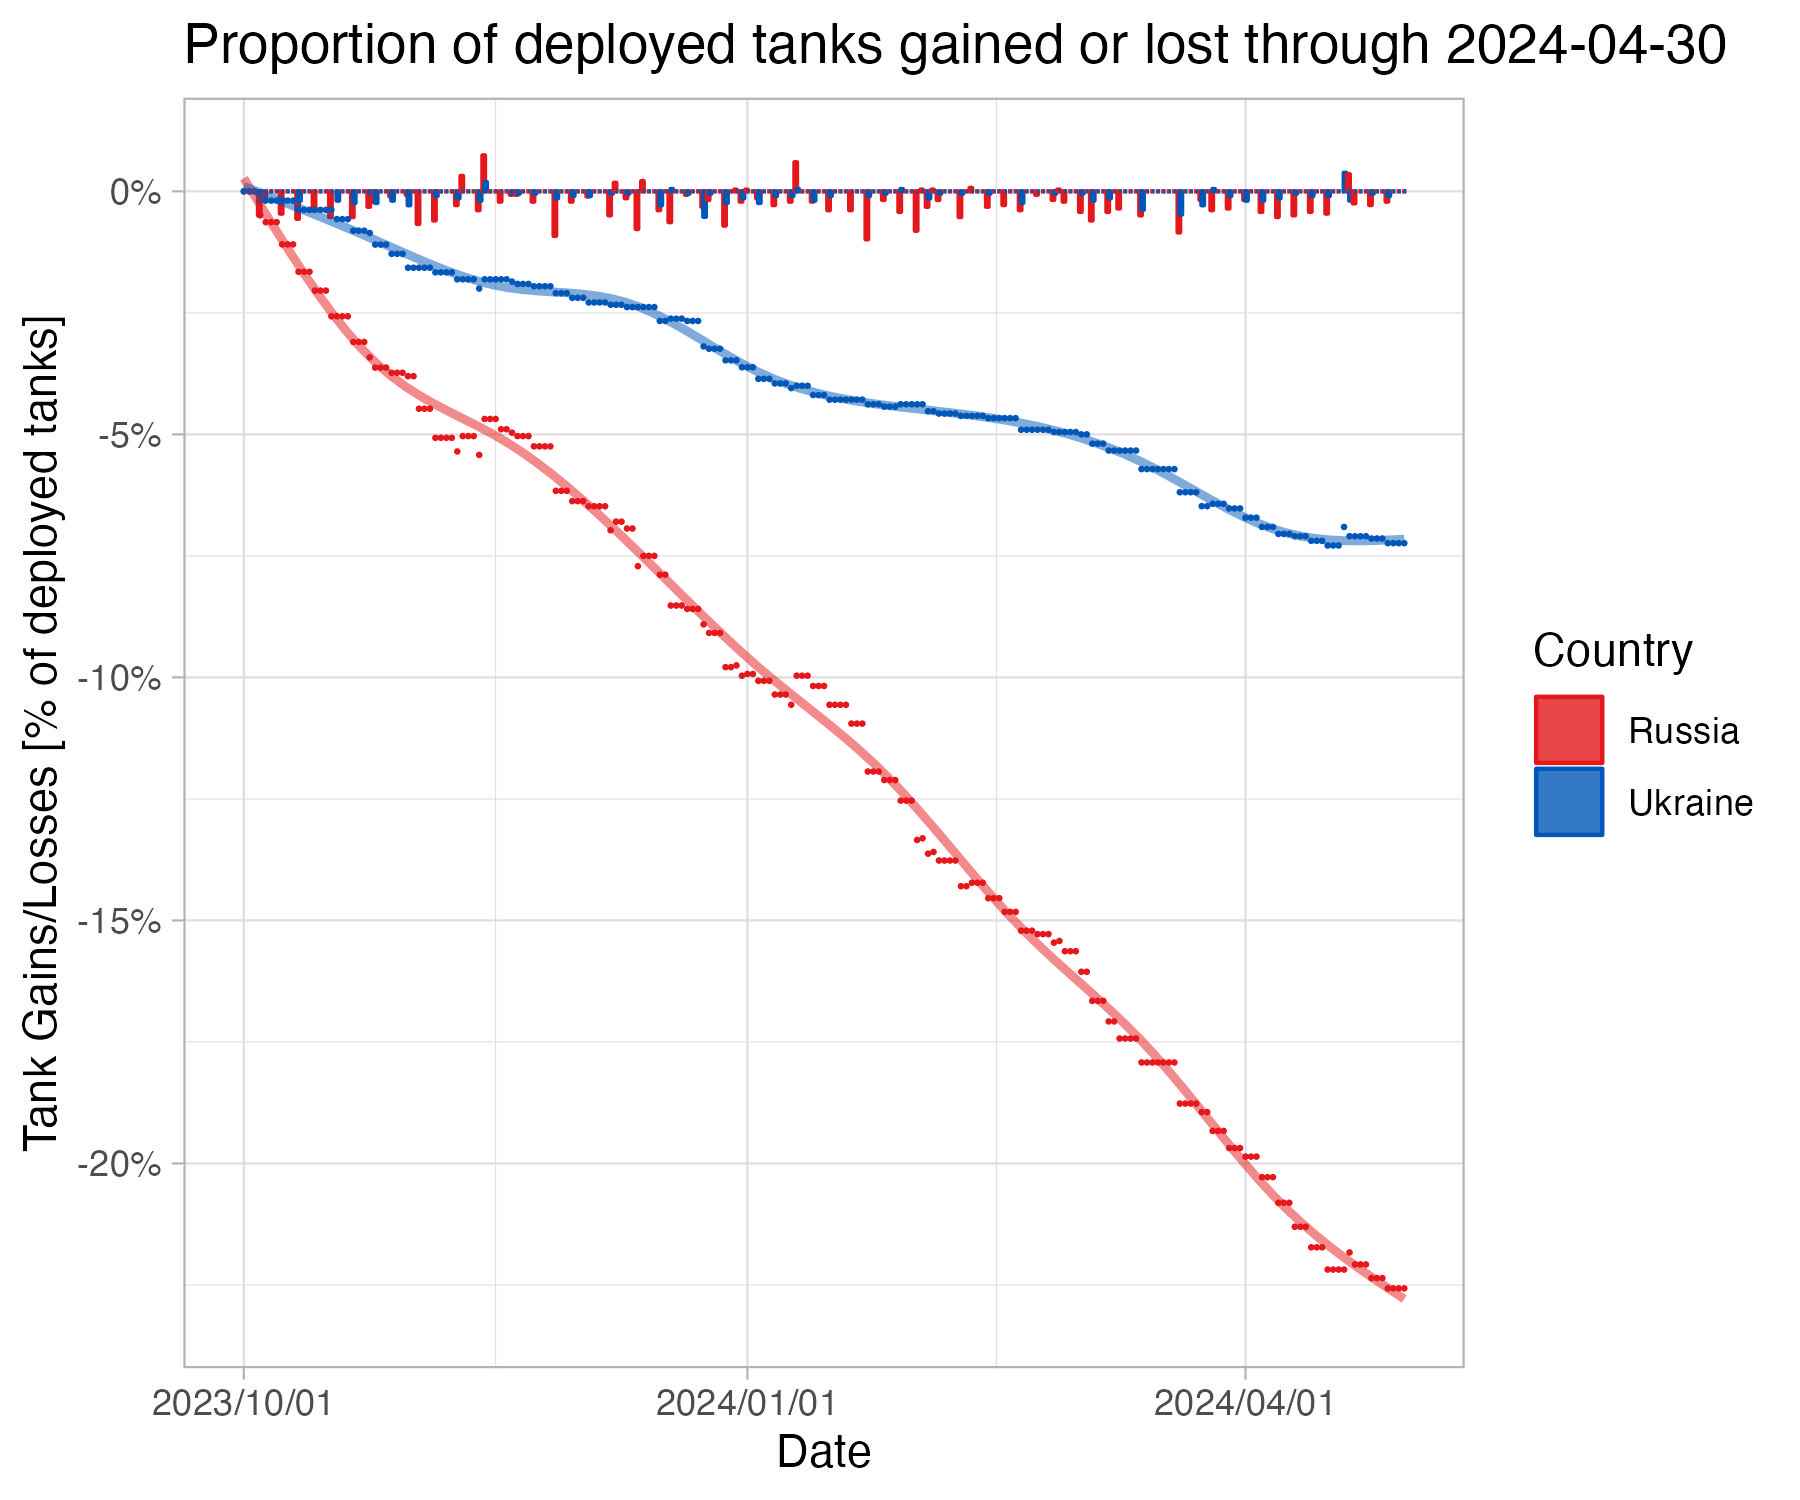 Proportion of deployed tanks gained or lost through 2024-04-30
Tank Gains/Losses [% of deployed tanks]
0%
-5%
-10%
-15%
-20%
2023/10/01
2024/01/01
2024/04/01
Date
Country
Russia
Ukraine